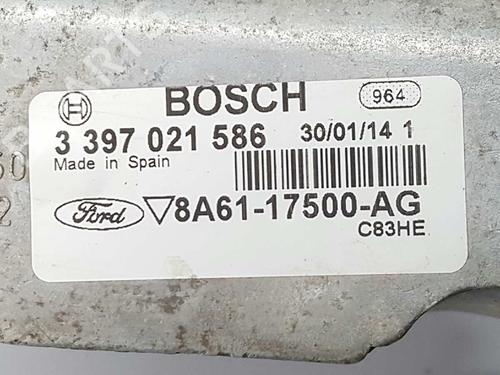 BOSCH 964
3 397 021 586 30/01/14 1
Made in Spain
Ford ▽8A61-17500-AG
C83HE